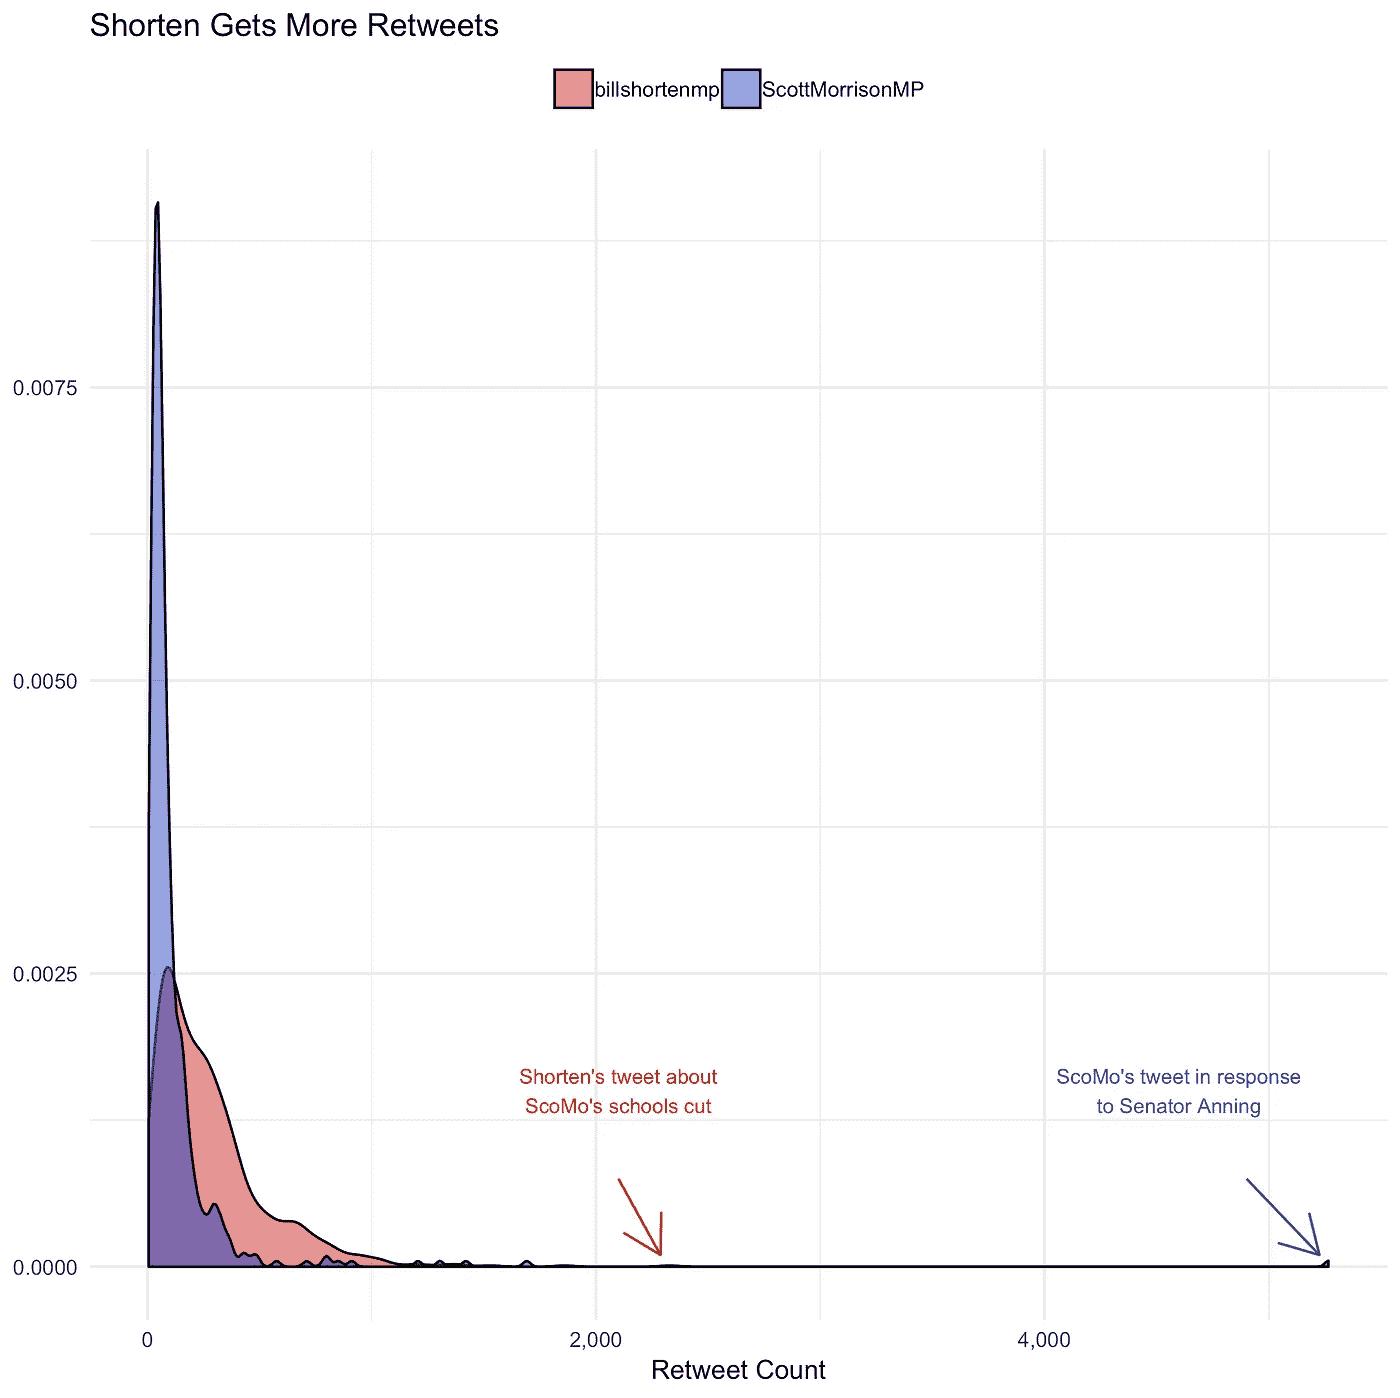 Shorten Gets More Retweets
billshortenmp ScottMorrisonMP
0.0075
0.0050
0.0025
0.0000
Shorten's tweet about
ScoMo's schools cut
ScoMo's tweet in response
to Senator Anning
0 2,000 4,000
Retweet Count